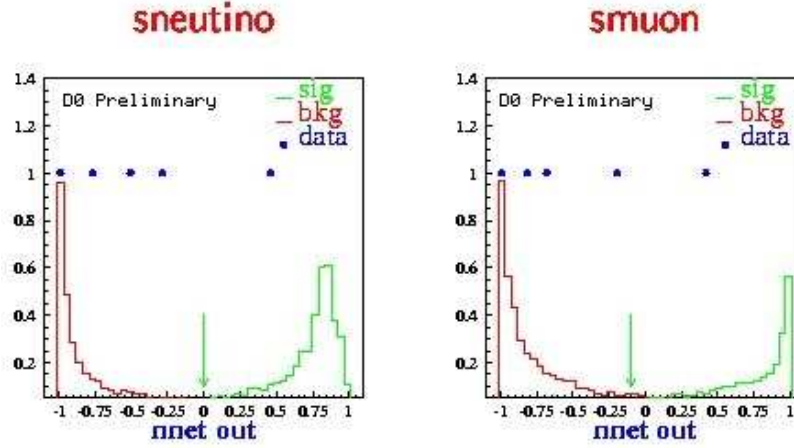 sneutino
1.4
1.2
1
0.8
0.6
0.4
0.2
D0 Preliminary
sig
bkg
data
-1 -0.75 -0.5 -0.25 0 0.25 0.5 0.75 1
nnet out
smuon
1.4
1.2
1
0.8
0.6
0.4
0.2
D0 Preliminary
sig
bkg
data
-1 -0.75 -0.5 -0.25 0 0.25 0.5 0.75 1
nnet out